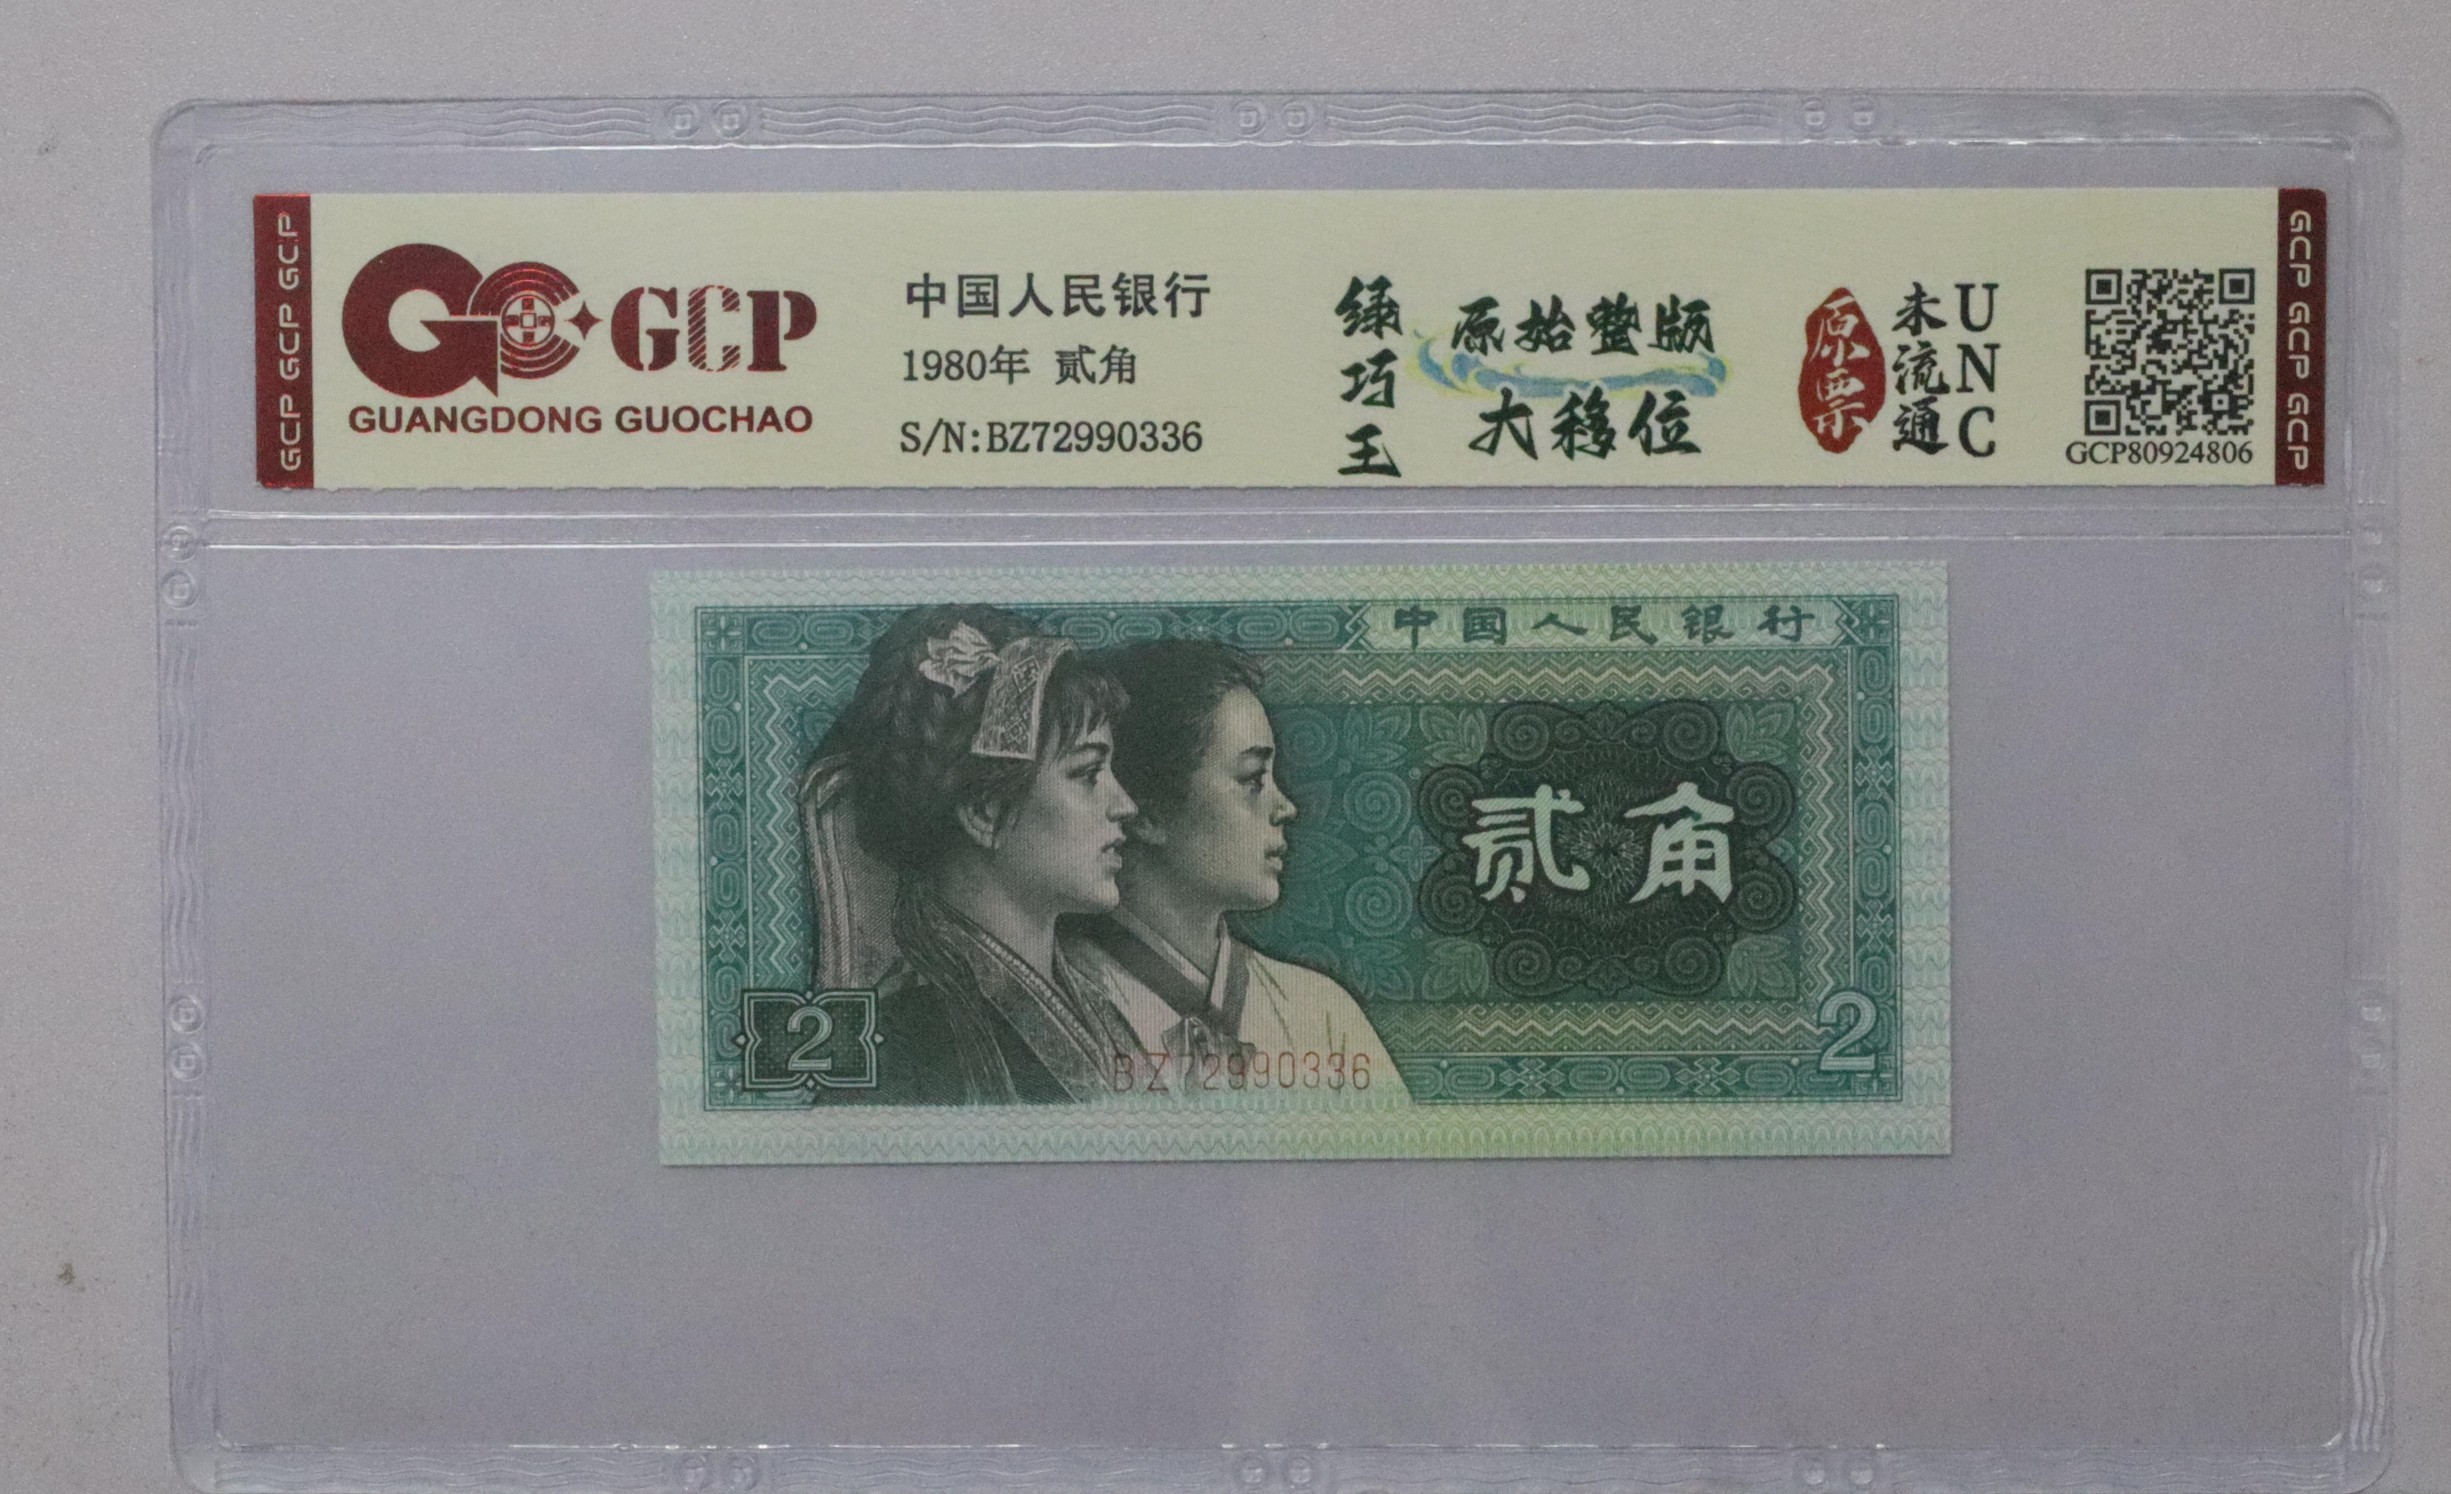 GCP GCP GCP
GCP
GUANGDONG GUOCHAO
中国人民银行
1980年 贰角
S/N:BZ72990336
绿巧王
原始整版
大移位
原票
未流通
UNC
GCP80924806
GCP GCP GCP
中国人民银行
贰角
2
2
BZ72990336